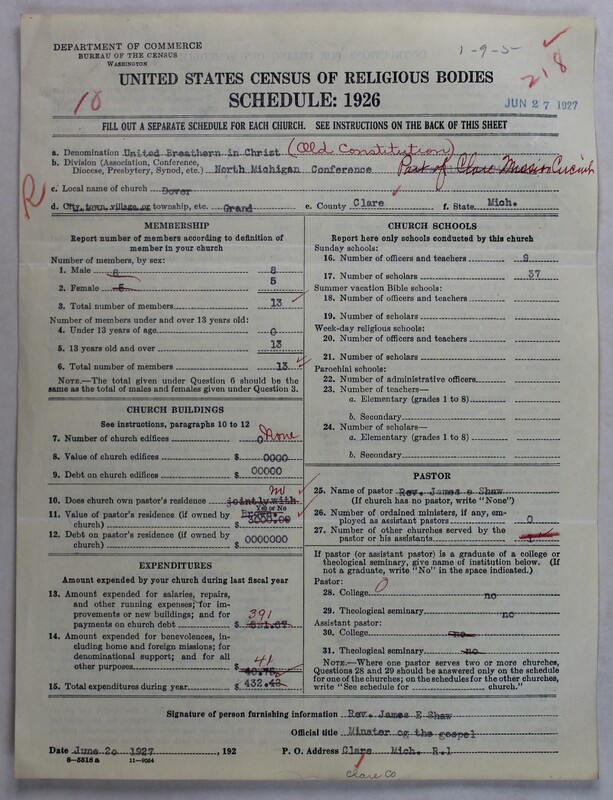 DEPARTMENT OF COMMERCE
BUREAU OF THE CENSUS
WASHINGTON
1-9-5-
218
18
UNITED STATES CENSUS OF RELIGIOUS BODIES
SCHEDULE: 1926
JUN 27 1927
FILL OUT A SEPARATE SCHEDULE FOR EACH CHURCH. SEE INSTRUCTIONS ON THE BACK OF THIS SHEET
a. Denomination United Breathern in Christ (Old Constitution)
b. Division (Association, Conference, Diocese, Presbytery, Synod, etc.) North Michigan Conference Part of Clare Mission Circuit
R
c. Local name of church Dover
d. City, town, village, or township, etc. Grand e. County Clare f. State Mich.
MEMBERSHIP
Report number of members according to definition of member in your church
Number of members, by sex:
1. Male 8 8
2. Female 5 5
3. Total number of members 13
Number of members under and over 13 years old:
4. Under 13 years of age 0
5. 13 years old and over 13
6. Total number of members 13
NOTE.—The total given under Question 6 should be the same as the total of males and females given under Question 3.
CHURCH BUILDINGS
See instructions, paragraphs 10 to 12
7. Number of church edifices 0 None
8. Value of church edifices $ 0000
9. Debt on church edifices $ 00000
no
10. Does church own pastor's residence jointly with
Yes or No
11. Value of pastor's residence (if owned by church) $ 3000.00
12. Debt on pastor's residence (if owned by church) $ 0000000
EXPENDITURES
Amount expended by your church during last fiscal year
13. Amount expended for salaries, repairs, and other running expenses; for improvements or new buildings; and for payments on church debt $ 391
14. Amount expended for benevolences, including home and foreign missions; for denominational support; and for all other purposes $ 41
15. Total expenditures during year $ 432.42
CHURCH SCHOOLS
Report here only schools conducted by this church
Sunday schools:
16. Number of officers and teachers 9
17. Number of scholars 37
Summer vacation Bible schools:
18. Number of officers and teachers
19. Number of scholars
Week-day religious schools:
20. Number of officers and teachers
21. Number of scholars
Parochial schools:
22. Number of administrative officers
23. Number of teachers—
a. Elementary (grades 1 to 8)
b. Secondary
24. Number of scholars—
a. Elementary (grades 1 to 8)
b. Secondary
PASTOR
25. Name of pastor Rev. James e Shaw
(If church has no pastor, write "None")
26. Number of ordained ministers, if any, employed as assistant pastors 0
27. Number of other churches served by the pastor or his assistants
If pastor (or assistant pastor) is a graduate of a college or theological seminary, give name of institution below. (If not a graduate, write "No" in the space indicated.)
Pastor:
28. College 0 no
29. Theological seminary no
Assistant pastor:
30. College no
31. Theological seminary no
NOTE.—Where one pastor serves two or more churches, Questions 28 and 29 should be answered only on the schedule for one of the churches; on the schedules for the other churches, write "See schedule for church."
Signature of person furnishing information Rev. James E Shaw
Official title Minster og the gospel
Date June 20 1927, 192 P. O. Address Clare Mich. R.1
8-5518 a 11-9054
Clare Co